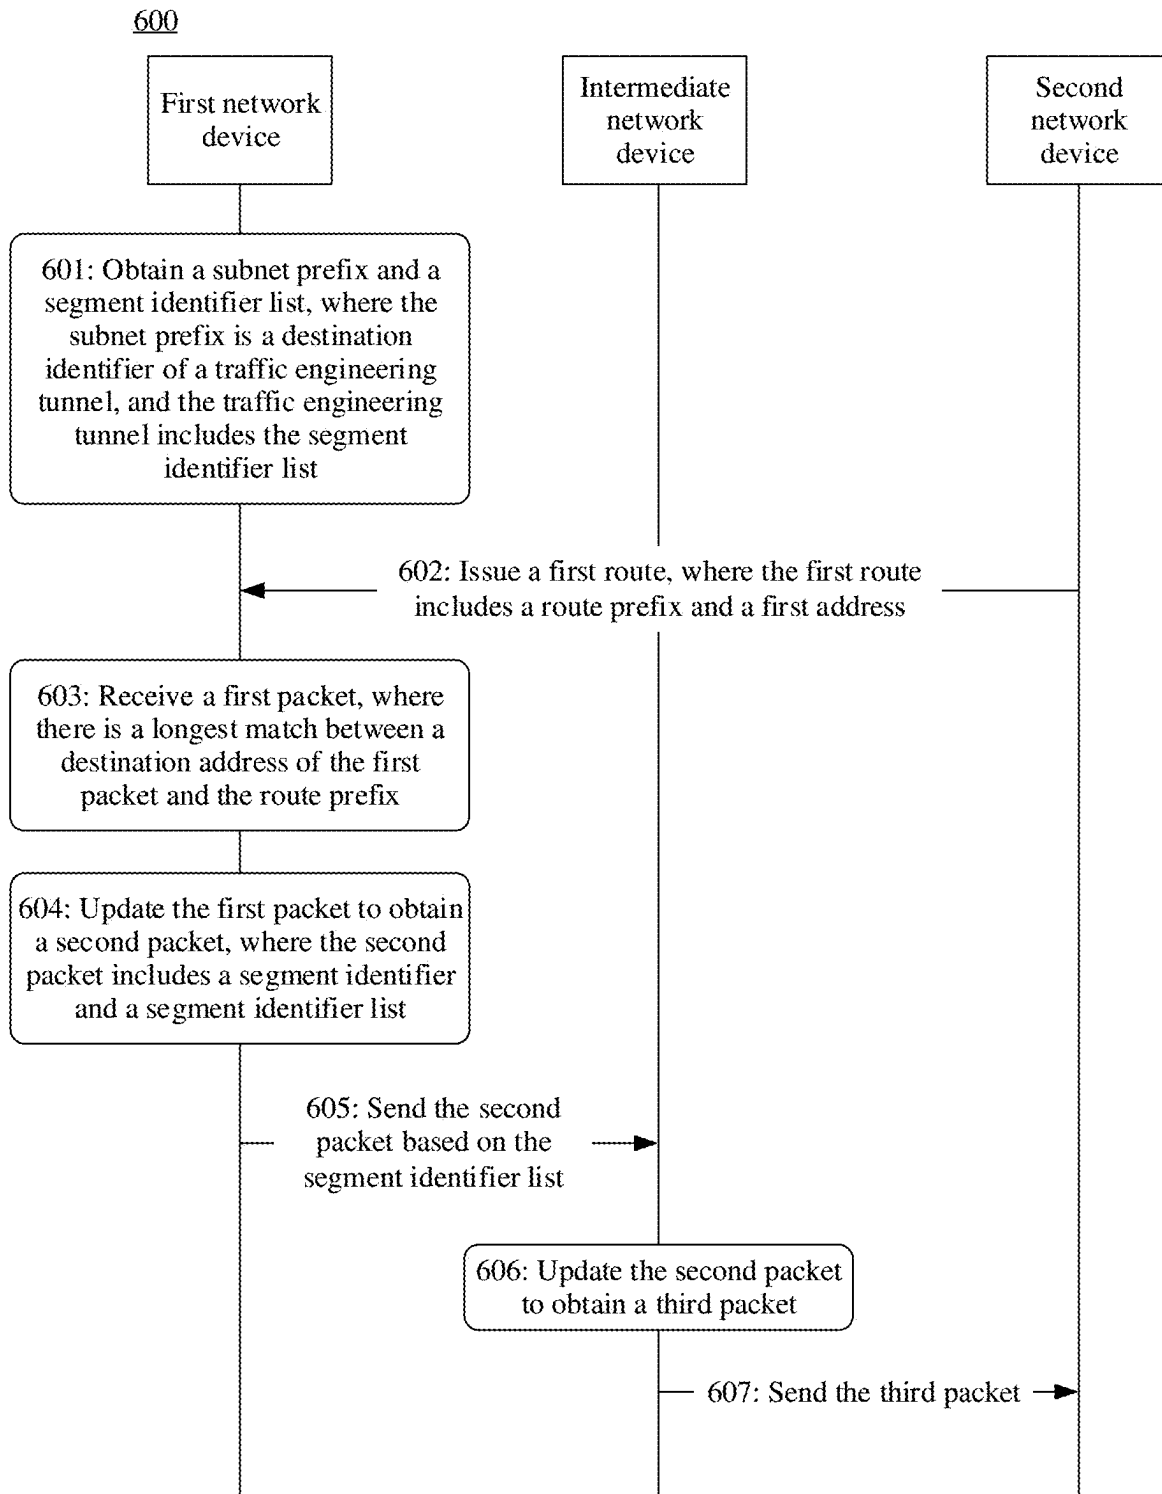 600
First network
device
Intermediate
network
device
Second
network
device
601: Obtain a subnet prefix and a
segment identifier list, where the
subnet prefix is a destination
identifier of a traffic engineering
tunnel, and the traffic engineering
tunnel includes the segment
identifier list
602: Issue a first route, where the first route
includes a route prefix and a first address
603: Receive a first packet, where
there is a longest match between a
destination address of the first
packet and the route prefix
604: Update the first packet to obtain
a second packet, where the second
packet includes a segment identifier
and a segment identifier list
605: Send the second
packet based on the
segment identifier list
606: Update the second packet
to obtain a third packet
607: Send the third packet